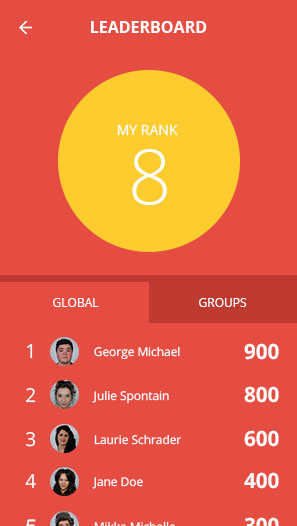 LEADERBOARD
MY RANK
8
GLOBAL GROUPS
1 George Michael 900
2 Julie Spontain 800
3 Laurie Schrader 600
4 Jane Doe 400
5 Mikke Michelle 300